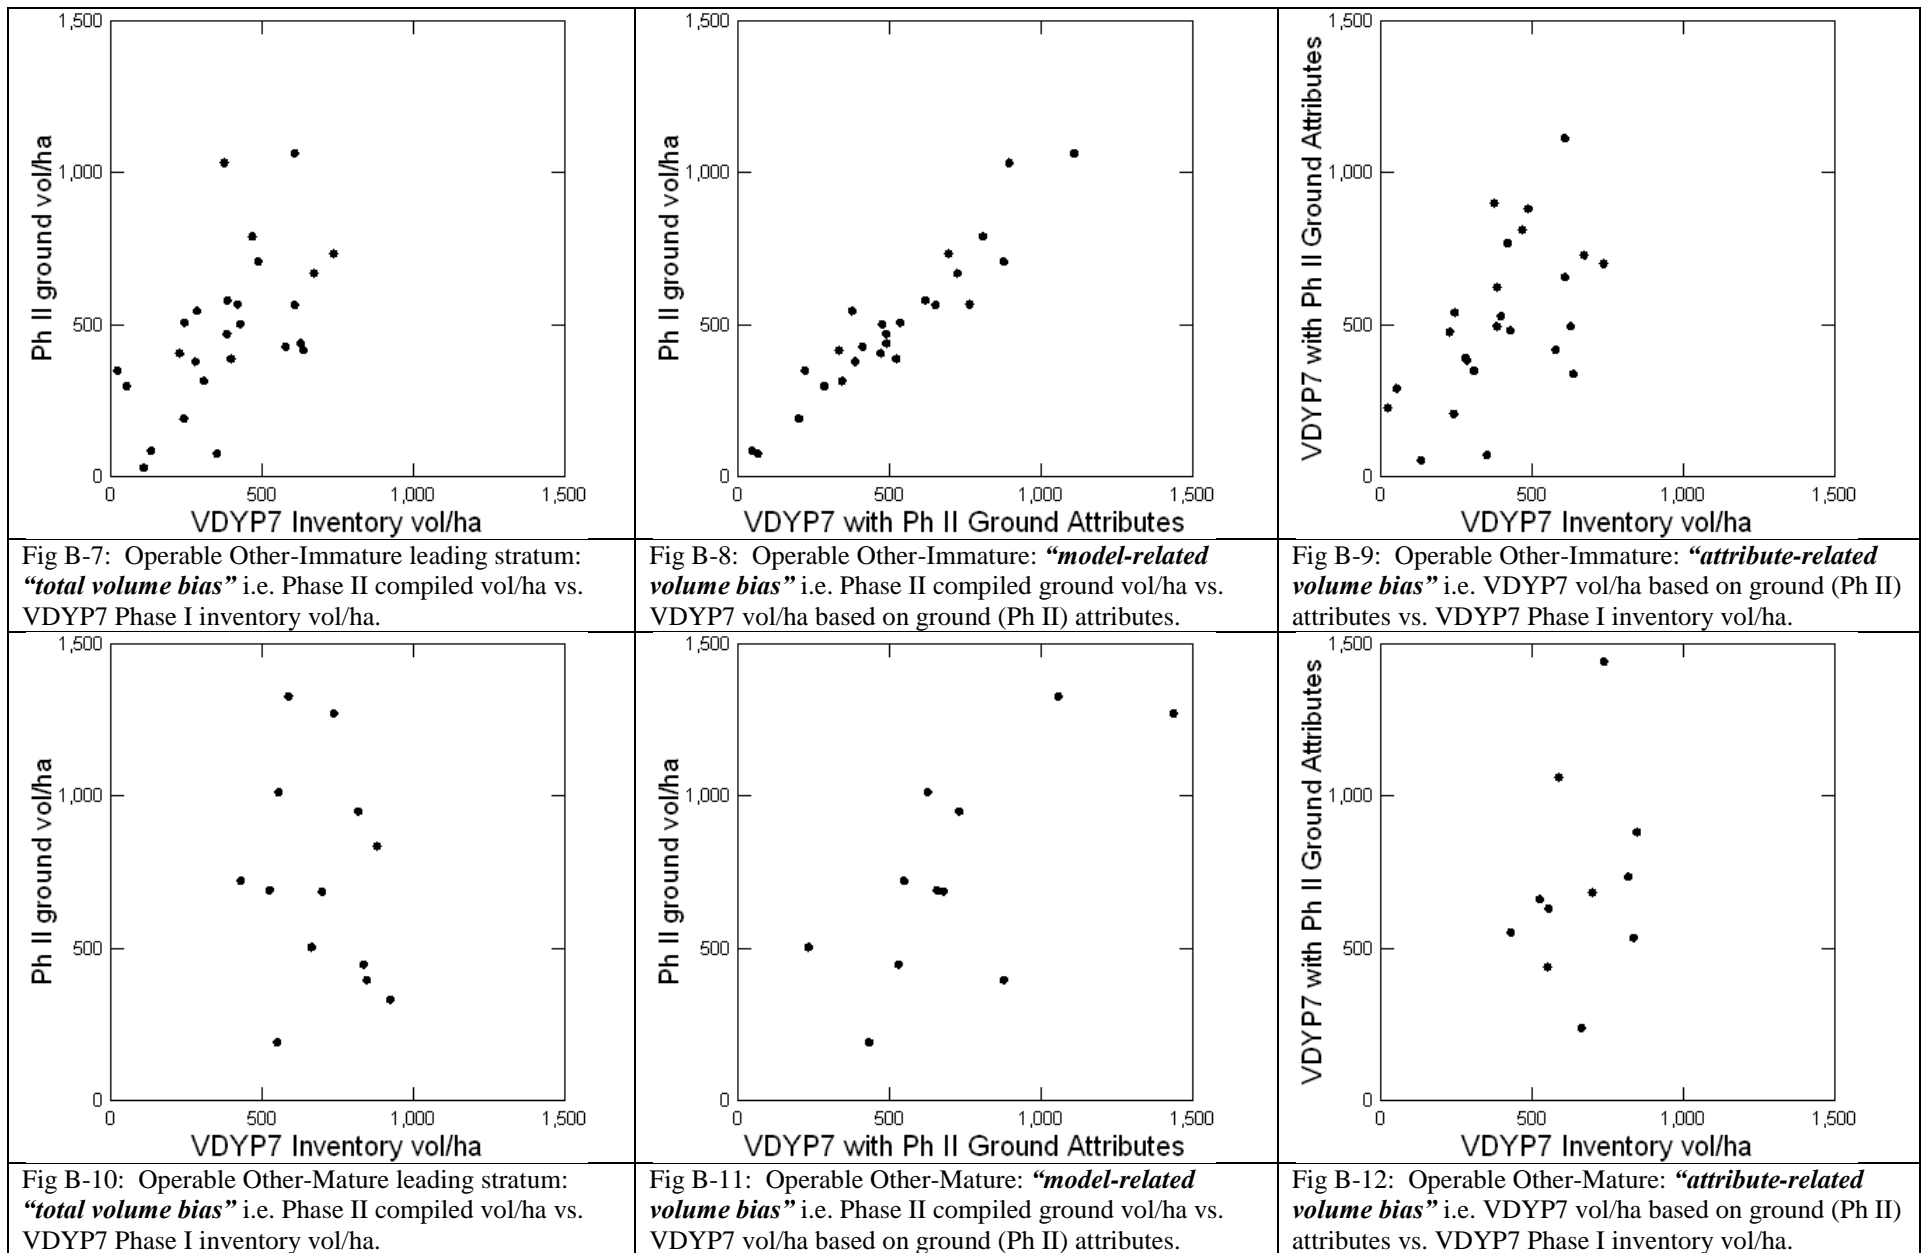 1,500
1,000
500
0
Ph II ground vol/ha
0 500 1,000 1,500
VDYP7 Inventory vol/ha
Fig B-7: Operable Other-Immature leading stratum:
“total volume bias” i.e. Phase II compiled vol/ha vs.
VDYP7 Phase I inventory vol/ha.
1,500
1,000
500
0
Ph II ground vol/ha
0 500 1,000 1,500
VDYP7 with Ph II Ground Attributes
Fig B-8: Operable Other-Immature: “model-related
volume bias” i.e. Phase II compiled ground vol/ha vs.
VDYP7 vol/ha based on ground (Ph II) attributes.
1,500
1,000
500
0
VDYP7 with Ph II Ground Attributes
0 500 1,000 1,500
VDYP7 Inventory vol/ha
Fig B-9: Operable Other-Immature: “attribute-related
volume bias” i.e. VDYP7 vol/ha based on ground (Ph II)
attributes vs. VDYP7 Phase I inventory vol/ha.
1,500
1,000
500
0
Ph II ground vol/ha
0 500 1,000 1,500
VDYP7 Inventory vol/ha
Fig B-10: Operable Other-Mature leading stratum:
“total volume bias” i.e. Phase II compiled vol/ha vs.
VDYP7 Phase I inventory vol/ha.
1,500
1,000
500
0
Ph II ground vol/ha
0 500 1,000 1,500
VDYP7 with Ph II Ground Attributes
Fig B-11: Operable Other-Mature: “model-related
volume bias” i.e. Phase II compiled ground vol/ha vs.
VDYP7 vol/ha based on ground (Ph II) attributes.
1,500
1,000
500
0
VDYP7 with Ph II Ground Attributes
0 500 1,000 1,500
VDYP7 Inventory vol/ha
Fig B-12: Operable Other-Mature: “attribute-related
volume bias” i.e. VDYP7 vol/ha based on ground (Ph II)
attributes vs. VDYP7 Phase I inventory vol/ha.